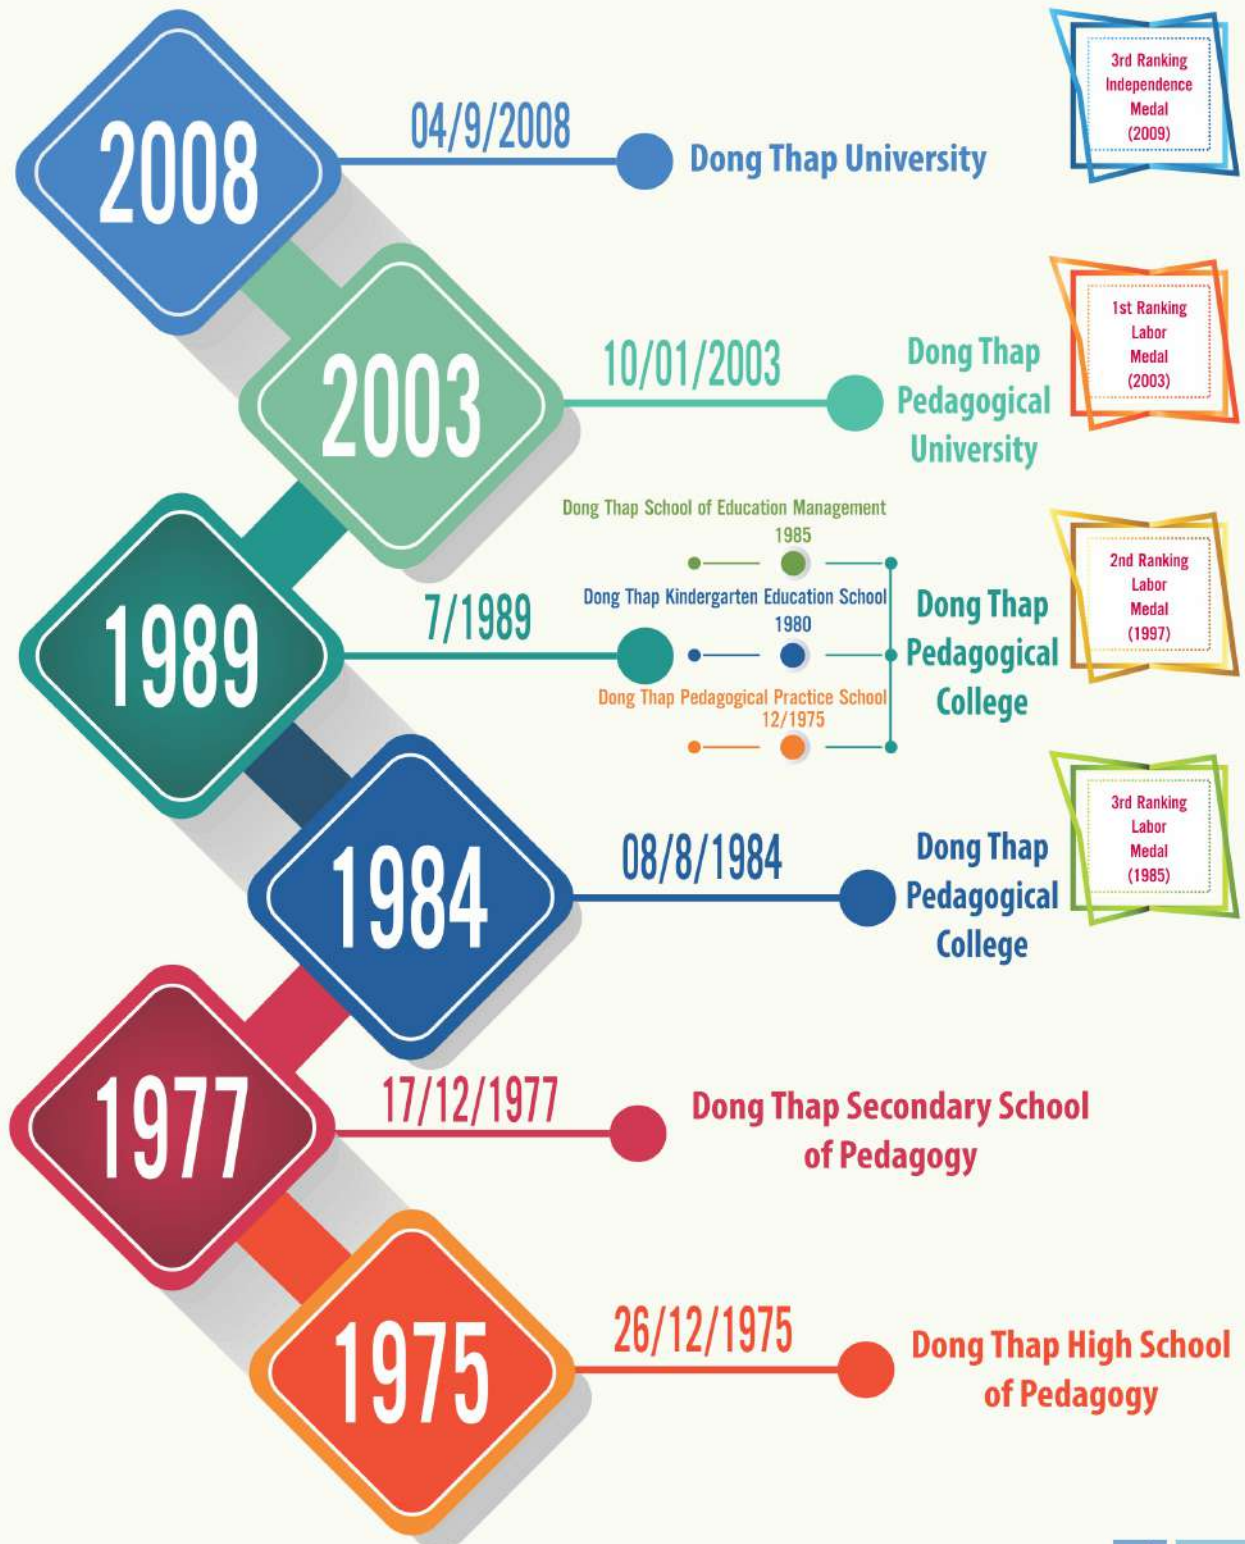 2008
04/9/2008
Dong Thap University
3rd Ranking
Independence
Medal
(2009)
2003
10/01/2003
Dong Thap
Pedagogical
University
1st Ranking
Labor
Medal
(2003)
1989
7/1989
Dong Thap School of Education Management
1985
Dong Thap Kindergarten Education School
1980
Dong Thap Pedagogical Practice School
12/1975
Dong Thap
Pedagogical
College
2nd Ranking
Labor
Medal
(1997)
1984
08/8/1984
Dong Thap
Pedagogical
College
3rd Ranking
Labor
Medal
(1985)
1977
17/12/1977
Dong Thap Secondary School
of Pedagogy
1975
26/12/1975
Dong Thap High School
of Pedagogy